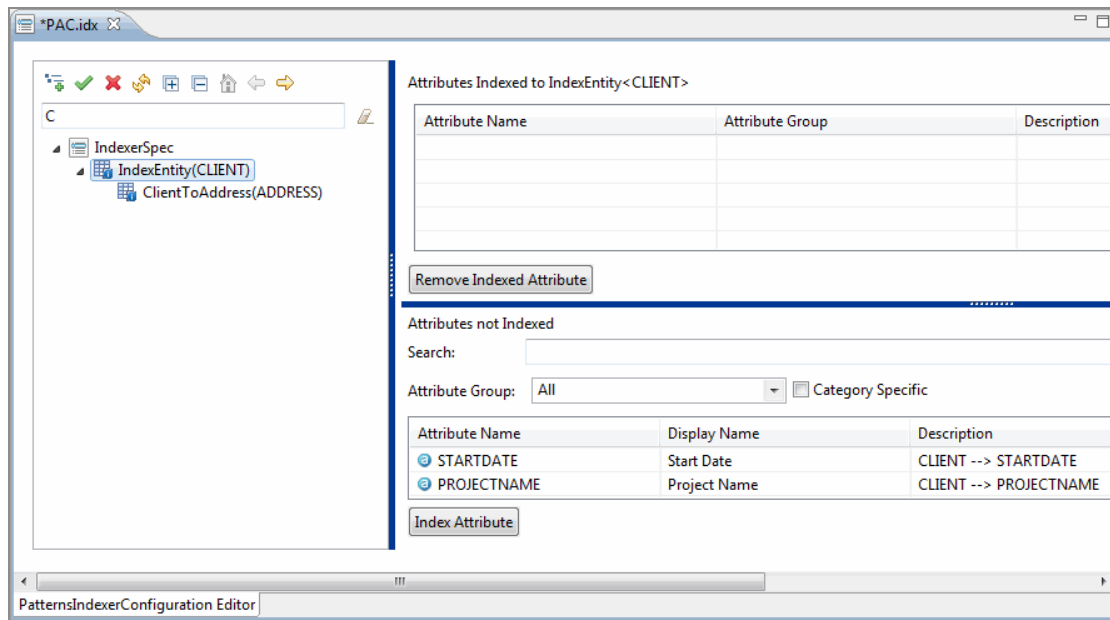 *PAC.idx
C
IndexerSpec
IndexEntity(CLIENT)
ClientToAddress(ADDRESS)
Attributes Indexed to IndexEntity<CLIENT>
Attribute Name Attribute Group Description
Remove Indexed Attribute
Attributes not Indexed
Search:
Attribute Group: All Category Specific
Attribute Name Display Name Description
STARTDATE Start Date CLIENT --> STARTDATE
PROJECTNAME Project Name CLIENT --> PROJECTNAME
Index Attribute
PatternsIndexerConfiguration Editor